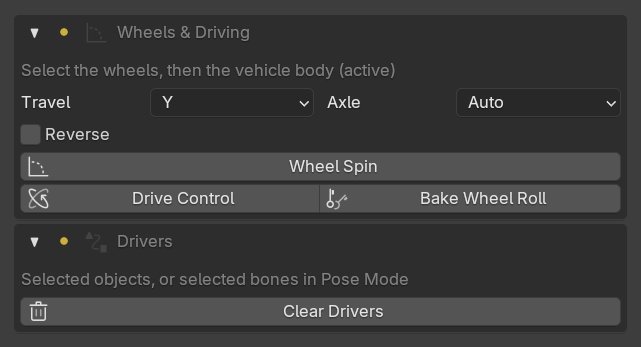 Wheels & Driving
Select the wheels, then the vehicle body (active)
Travel Y Axle Auto
Reverse
Wheel Spin
Drive Control Bake Wheel Roll
Drivers
Selected objects, or selected bones in Pose Mode
Clear Drivers